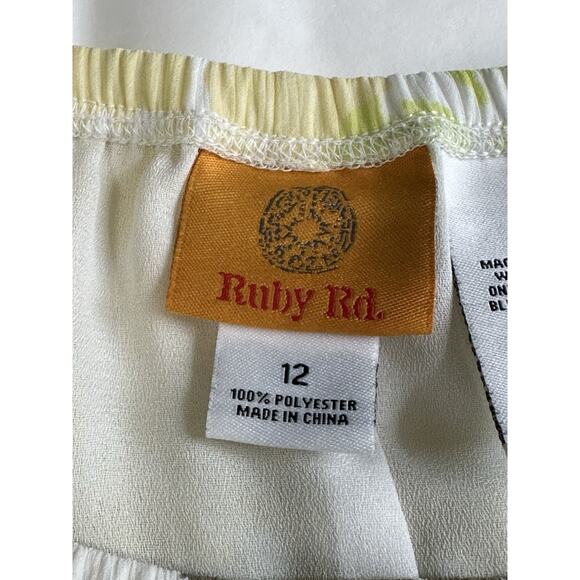 Ruby Rd.
12
100% POLYESTER
MADE IN CHINA